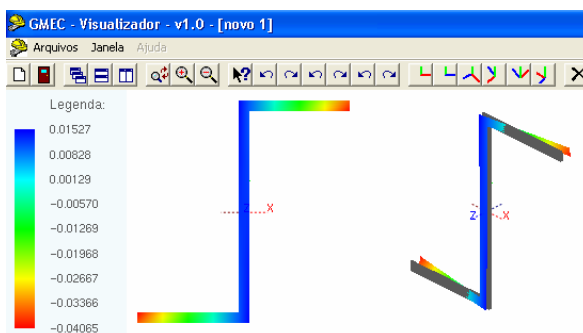 GMEC - Visualizador - v1.0 - [novo 1]
Arquivos Janela Ajuda
Legenda:
0.01527
0.00828
0.00129
-0.00570
-0.01269
-0.01968
-0.02667
-0.03366
-0.04065
Z X
Z X